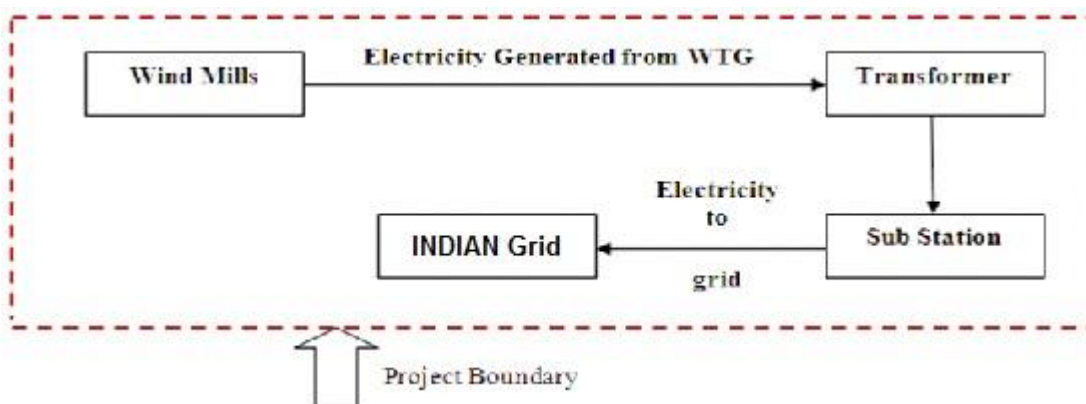 Electricity Generated from WTG
Wind Mills
Transformer
Electricity
to
INDIAN Grid
Sub Station
grid
Project Boundary